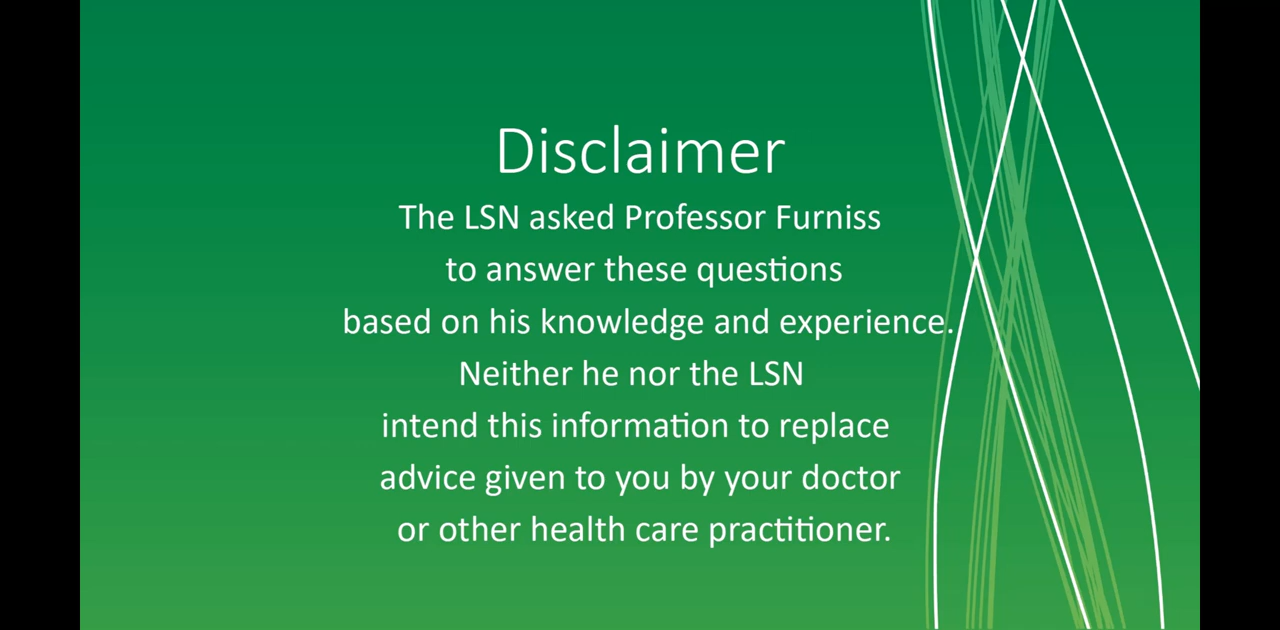 Disclaimer
The LSN asked Professor Furniss
to answer these questions
based on his knowledge and experience.
Neither he nor the LSN
intend this information to replace
advice given to you by your doctor
or other health care practitioner.